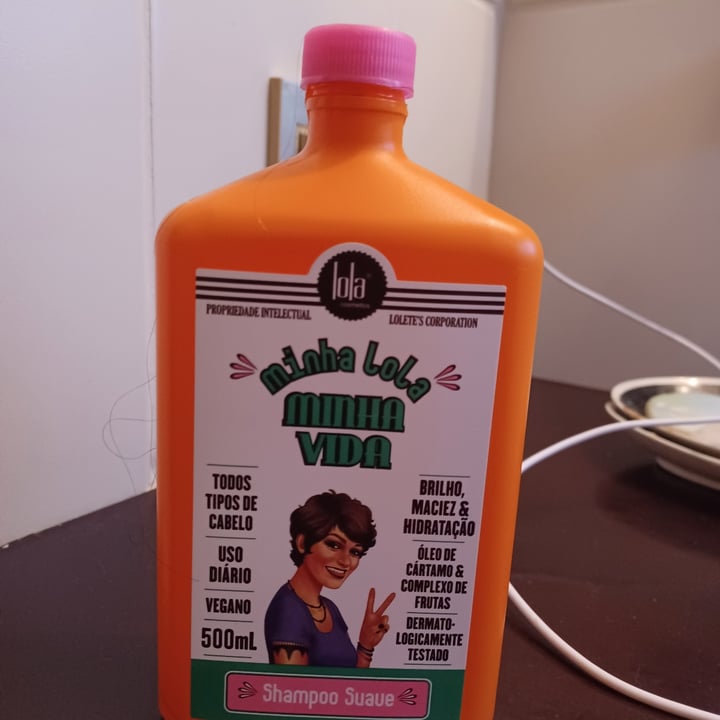 lola
cosmetics
PROPRIEDADE INTELECTUAL
LOLETE'S CORPORATION
minha lola
MINHA
VIDA
TODOS
TIPOS DE
CABELO
USO
DIÁRIO
VEGANO
500mL
BRILHO,
MACIEZ &
HIDRATAÇÃO
ÓLEO DE
CÁRTAMO &
COMPLEXO DE
FRUTAS
DERMATO-
LOGICAMENTE
TESTADO
Shampoo Suave